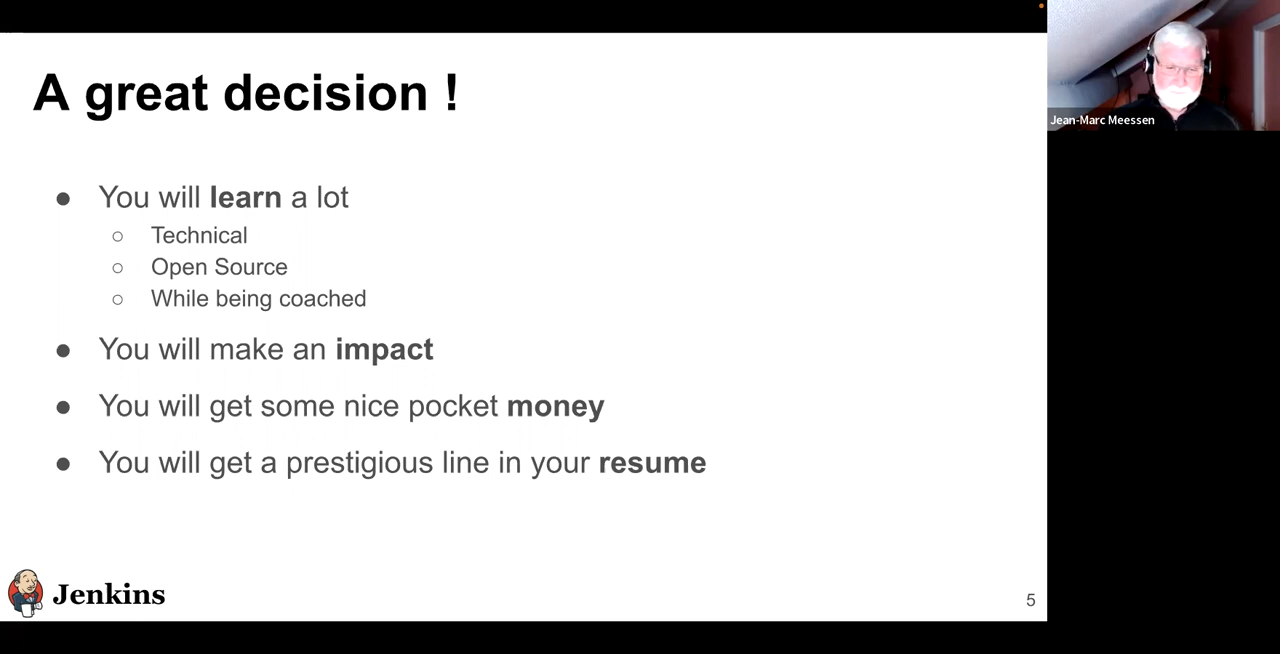 A great decision !
● You will learn a lot
○ Technical
○ Open Source
○ While being coached
● You will make an impact
● You will get some nice pocket money
● You will get a prestigious line in your resume
Jenkins
5
Jean-Marc Meessen